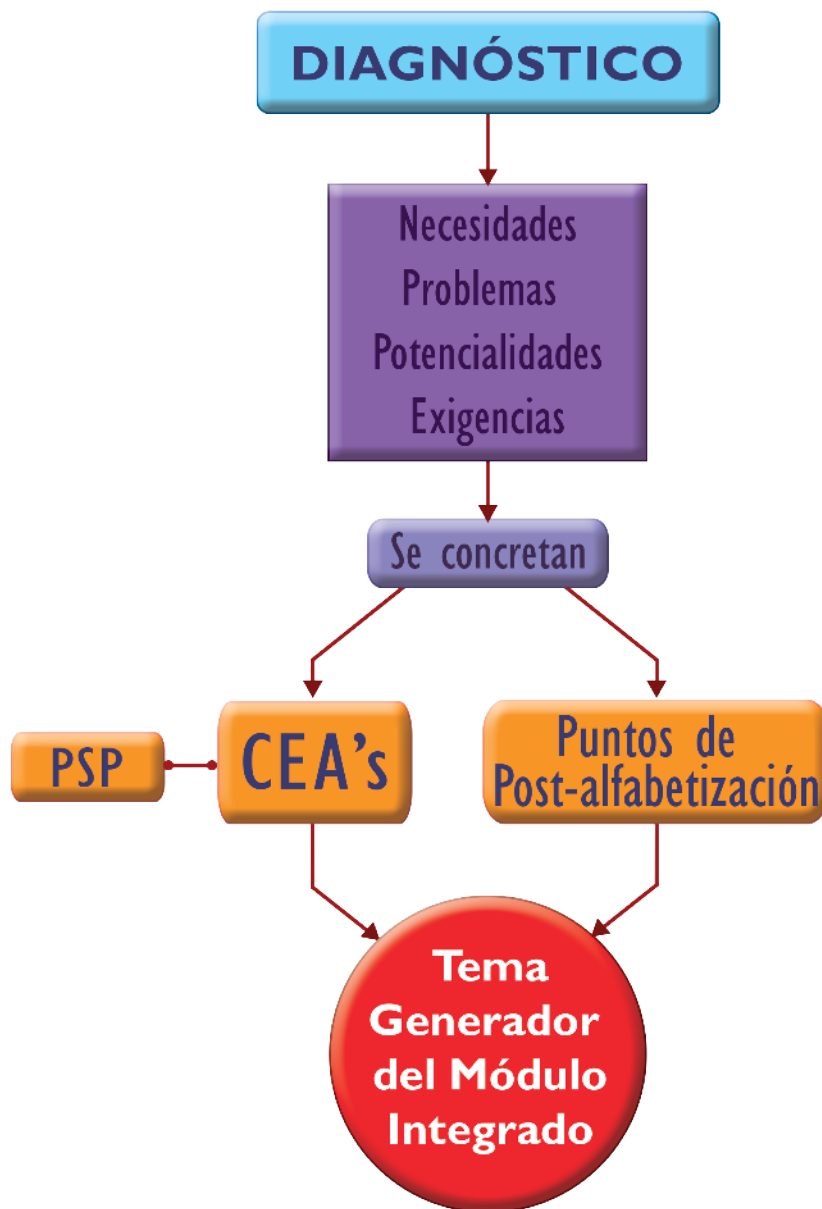 DIAGNÓSTICO
Necesidades
Problemas
Potencialidades
Exigencias
Se concretan
PSP
CEA's
Puntos de
Post-alfabetización
Tema
Generador
del Módulo
Integrado